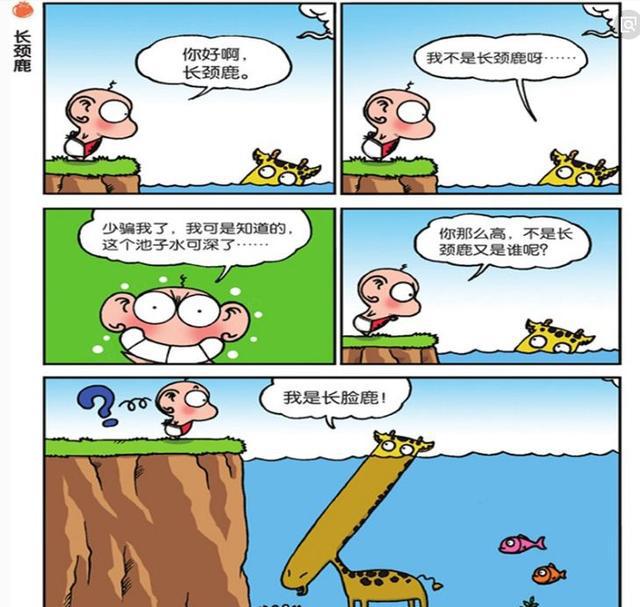 长颈鹿
你好啊，
长颈鹿。
我不是长颈鹿呀……
少骗我了，我可是知道的，
这个池子水可深了……
你那么高，不是长
颈鹿又是谁呢？
我是长脸鹿！